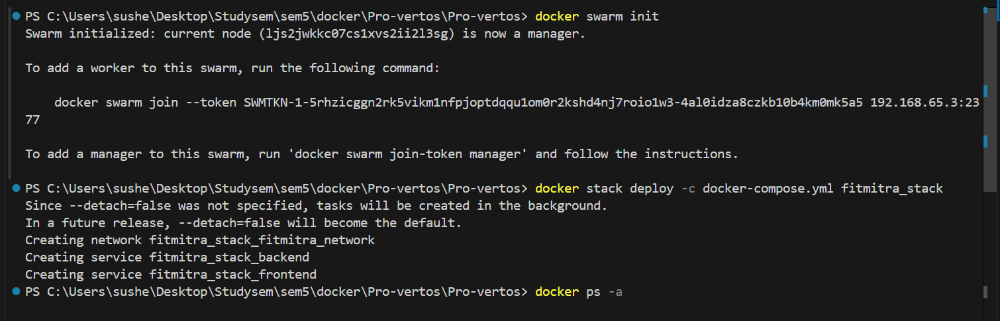 PS C:\Users\sushe\Desktop\Studysem\sem5\docker\Pro-vertos\Pro-vertos> docker swarm init
Swarm initialized: current node (ljs2jwkkc07cs1xvs2ii2l3sg) is now a manager.
To add a worker to this swarm, run the following command:
docker swarm join --token SWMTKN-1-5rhzicggn2rk5vikm1nfpjoptdqqu1om0r2kshd4nj7roio1w3-4al0idza8czkb10b4km0mk5a5 192.168.65.3:23
77
To add a manager to this swarm, run 'docker swarm join-token manager' and follow the instructions.
PS C:\Users\sushe\Desktop\Studysem\sem5\docker\Pro-vertos\Pro-vertos> docker stack deploy -c docker-compose.yml fitmitra_stack
Since --detach=false was not specified, tasks will be created in the background.
In a future release, --detach=false will become the default.
Creating network fitmitra_stack_fitmitra_network
Creating service fitmitra_stack_backend
Creating service fitmitra_stack_frontend
PS C:\Users\sushe\Desktop\Studysem\sem5\docker\Pro-vertos\Pro-vertos> docker ps -a